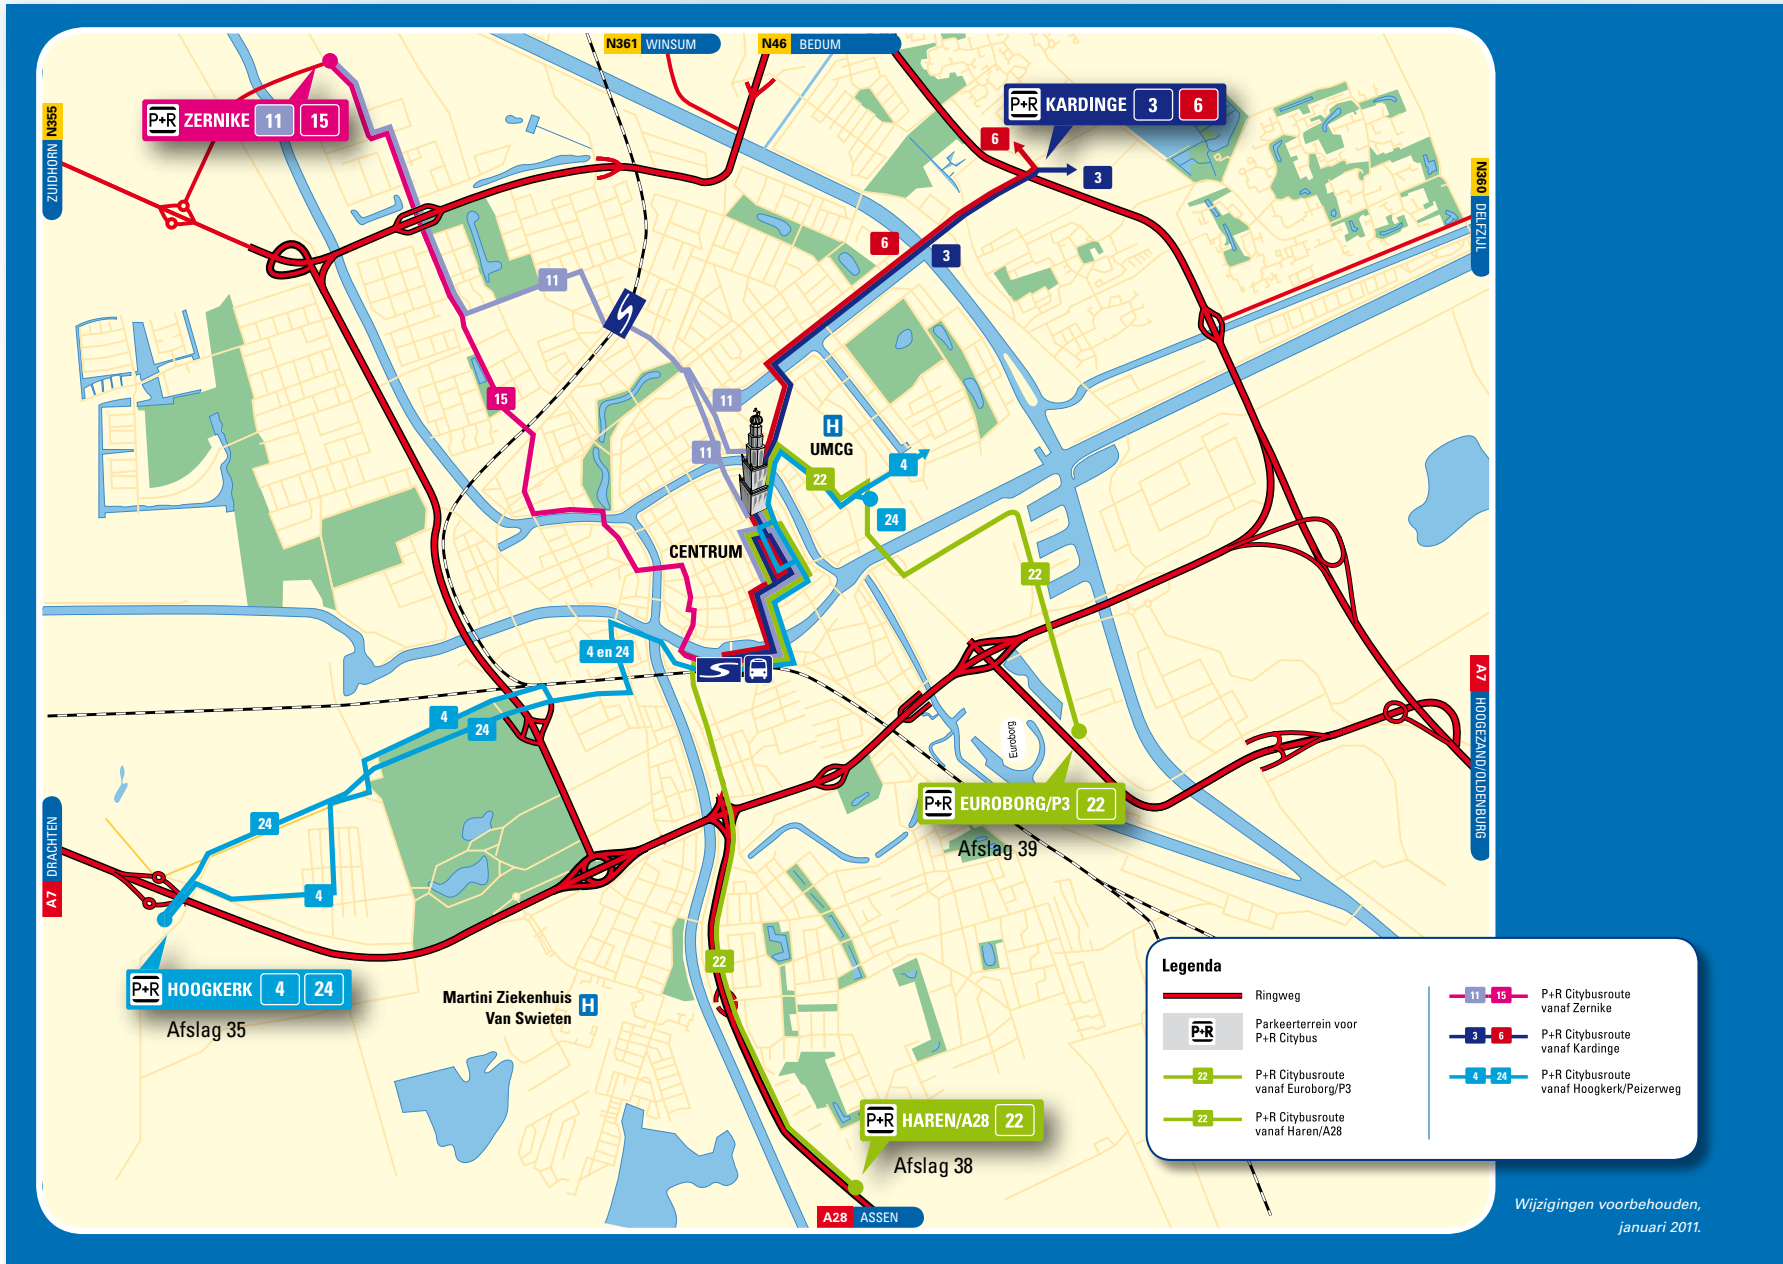 N361 WINSUM
N46 BEDUM
N355 ZUIDHORN
P+R ZERNIKE 11 15
P+R KARDINGE 3 6
6
3
N360 DELFZIJL
6
3
11
15
11
11
H
UMCG
4
22
24
CENTRUM
22
4 en 24
4
24
Euroborg
A7 HOOGEZAND/OLDENBURG
P+R EUROBORG/P3 22
Afslag 39
24
4
A7 DRACHTEN
22
P+R HOOGKERK 4 24
Afslag 35
Martini Ziekenhuis H
Van Swieten
P+R HAREN/A28 22
Afslag 38
A28 ASSEN
Legenda
Ringweg
P+R Parkeerterrein voor
P+R Citybus
22 P+R Citybusroute
vanaf Euroborg/P3
22 P+R Citybusroute
vanaf Haren/A28
11 15 P+R Citybusroute
vanaf Zernike
3 6 P+R Citybusroute
vanaf Kardinge
4 24 P+R Citybusroute
vanaf Hoogkerk/Peizerweg
Wijzigingen voorbehouden,
januari 2011.